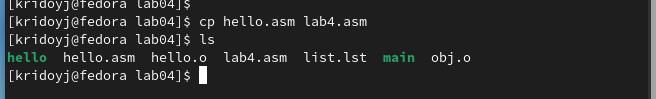 [kridoyj@fedora lab04]$
[kridoyj@fedora lab04]$ cp hello.asm lab4.asm
[kridoyj@fedora lab04]$ ls
hello  hello.asm  hello.o  lab4.asm  list.lst  main  obj.o
[kridoyj@fedora lab04]$